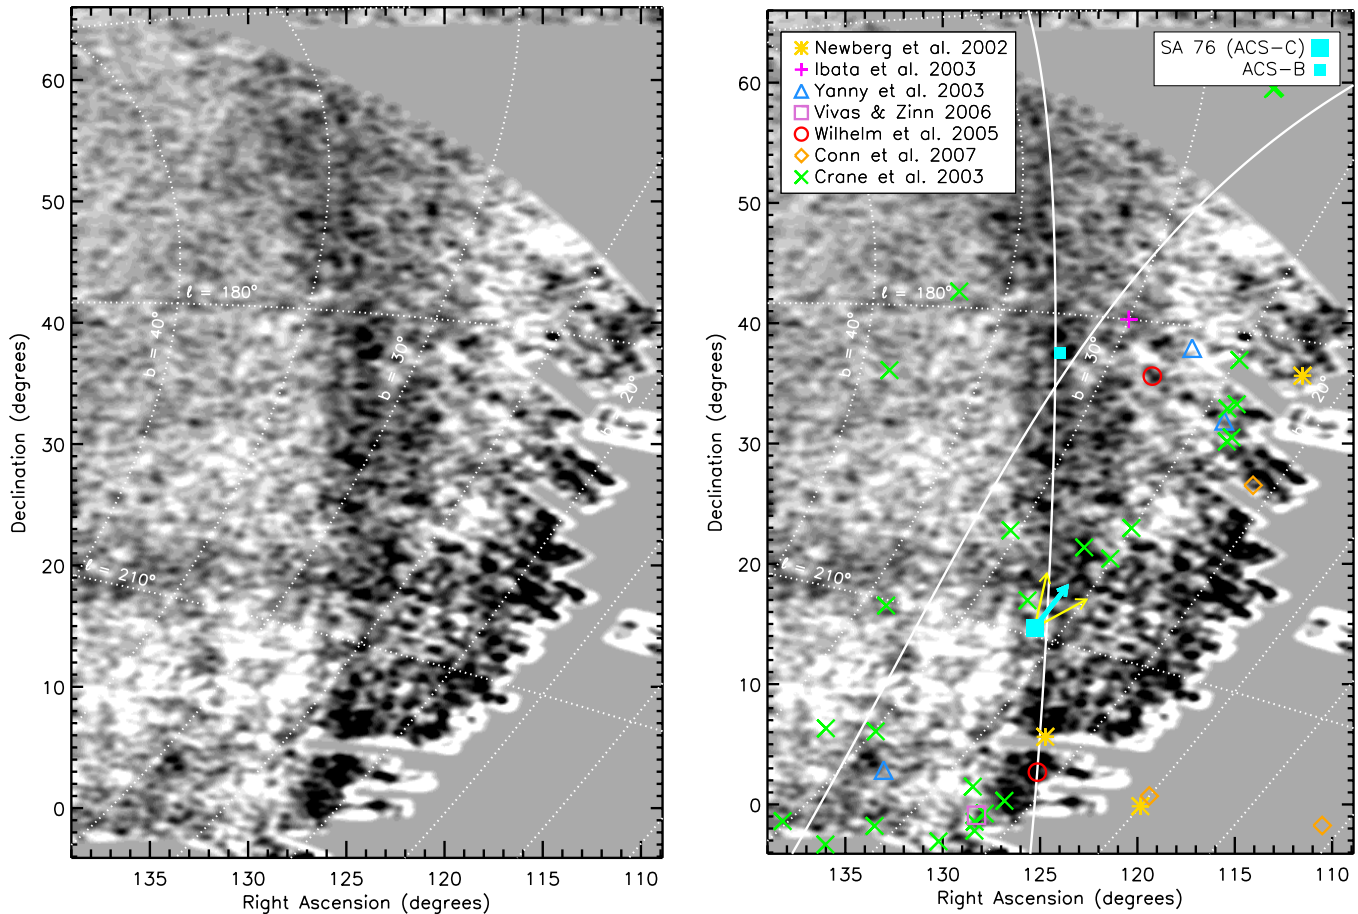 Declination (degrees)
60
50
40
30
20
10
0
ℓ = 180°
b = 40°
b = 30°
20°
ℓ = 210°
135
130
125
120
115
110
Right Ascension (degrees)
Newberg et al. 2002
Ibata et al. 2003
Yanny et al. 2003
Vivas & Zinn 2006
Wilhelm et al. 2005
Conn et al. 2007
Crane et al. 2003
SA 76 (ACS-C)
ACS-B
Declination (degrees)
60
50
40
30
20
10
0
ℓ = 180°
b = 40°
b = 30°
20°
ℓ = 210°
135
130
125
120
115
110
Right Ascension (degrees)